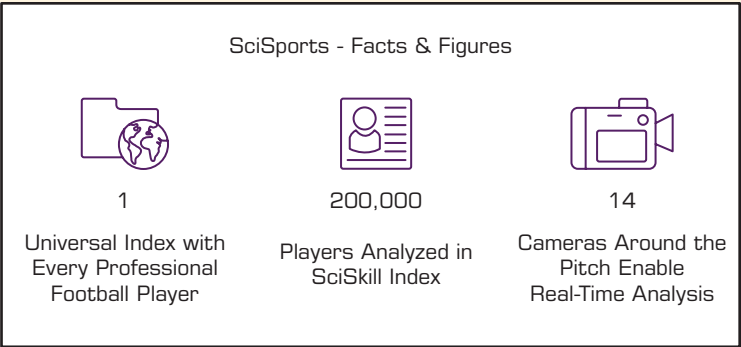 SciSports - Facts & Figures
1
Universal Index with
Every Professional
Football Player
200,000
Players Analyzed in
SciSkill Index
14
Cameras Around the
Pitch Enable
Real-Time Analysis